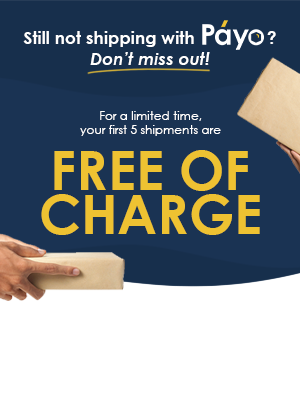 Still not shipping with Páyo?
Don't miss out!
For a limited time,
your first 5 shipments are
FREE OF
CHARGE